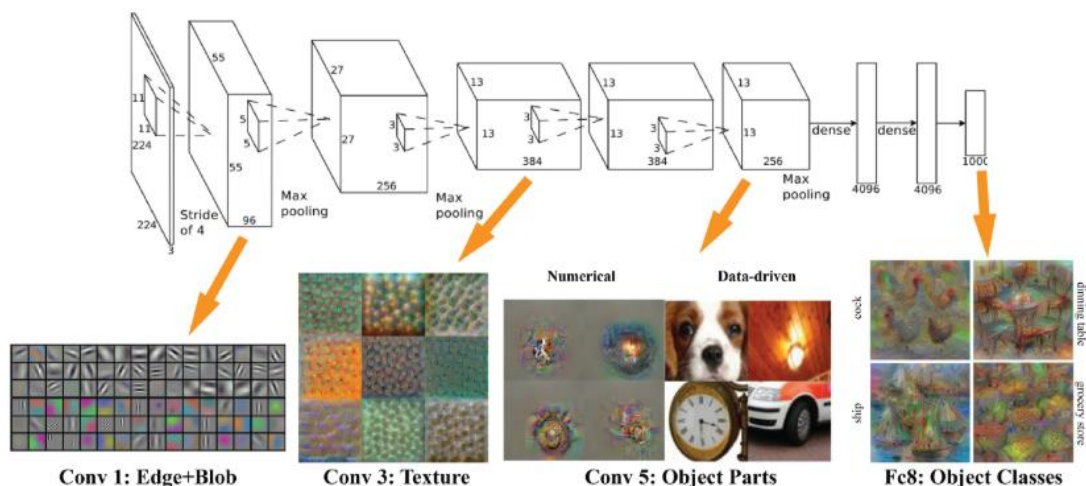 55
27
13
13
13
11
11
224
5
5
3
3
3
3
3
3
55
27
13
13
13
dense
dense
384
384
256
1000
256
Max
pooling
4096
4096
Max
pooling
Max
pooling
224
Stride
of 4
96
3
Numerical
Data-driven
cock
dinning table
ship
grocery store
Conv 1: Edge+Blob
Conv 3: Texture
Conv 5: Object Parts
Fc8: Object Classes